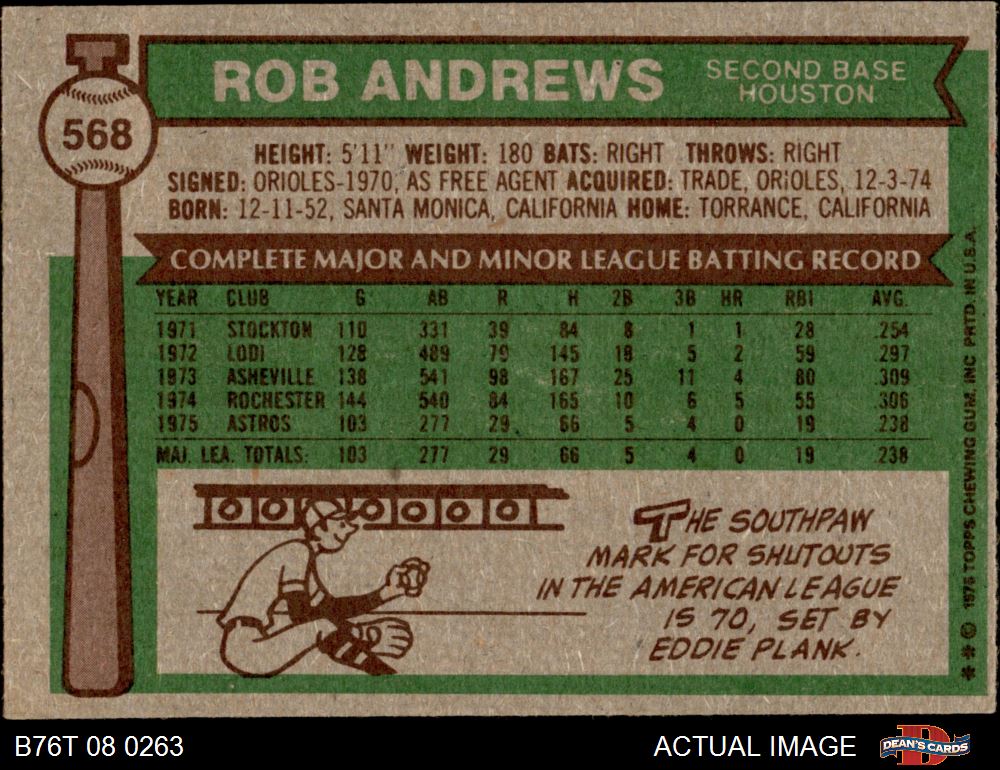 568
ROB ANDREWS SECOND BASE
HOUSTON
HEIGHT: 5'11" WEIGHT: 180 BATS: RIGHT THROWS: RIGHT
SIGNED: ORIOLES-1970, AS FREE AGENT ACQUIRED: TRADE, ORIOLES, 12-3-74
BORN: 12-11-52, SANTA MONICA, CALIFORNIA HOME: TORRANCE, CALIFORNIA
COMPLETE MAJOR AND MINOR LEAGUE BATTING RECORD
YEAR CLUB G AB R H 2B 3B HR RBI AVG.
1971 STOCKTON 110 331 39 84 8 1 1 28 .254
1972 LODI 128 489 79 145 18 5 2 59 .297
1973 ASHEVILLE 138 541 98 167 25 11 4 80 .309
1974 ROCHESTER 144 540 84 165 10 6 5 55 .306
1975 ASTROS 103 277 29 66 5 4 0 19 .238
MAJ. LEA. TOTALS: 103 277 29 66 5 4 0 19 .238
0 0 0 0 0 0
THE SOUTHPAW
MARK FOR SHUTOUTS
IN THE AMERICAN LEAGUE
IS 70, SET BY
EDDIE PLANK.
* * © 1976 TOPPS CHEWING GUM, INC. PRTD. IN U.S.A.
B76T 08 0263 ACTUAL IMAGE D DEAN'S CARDS